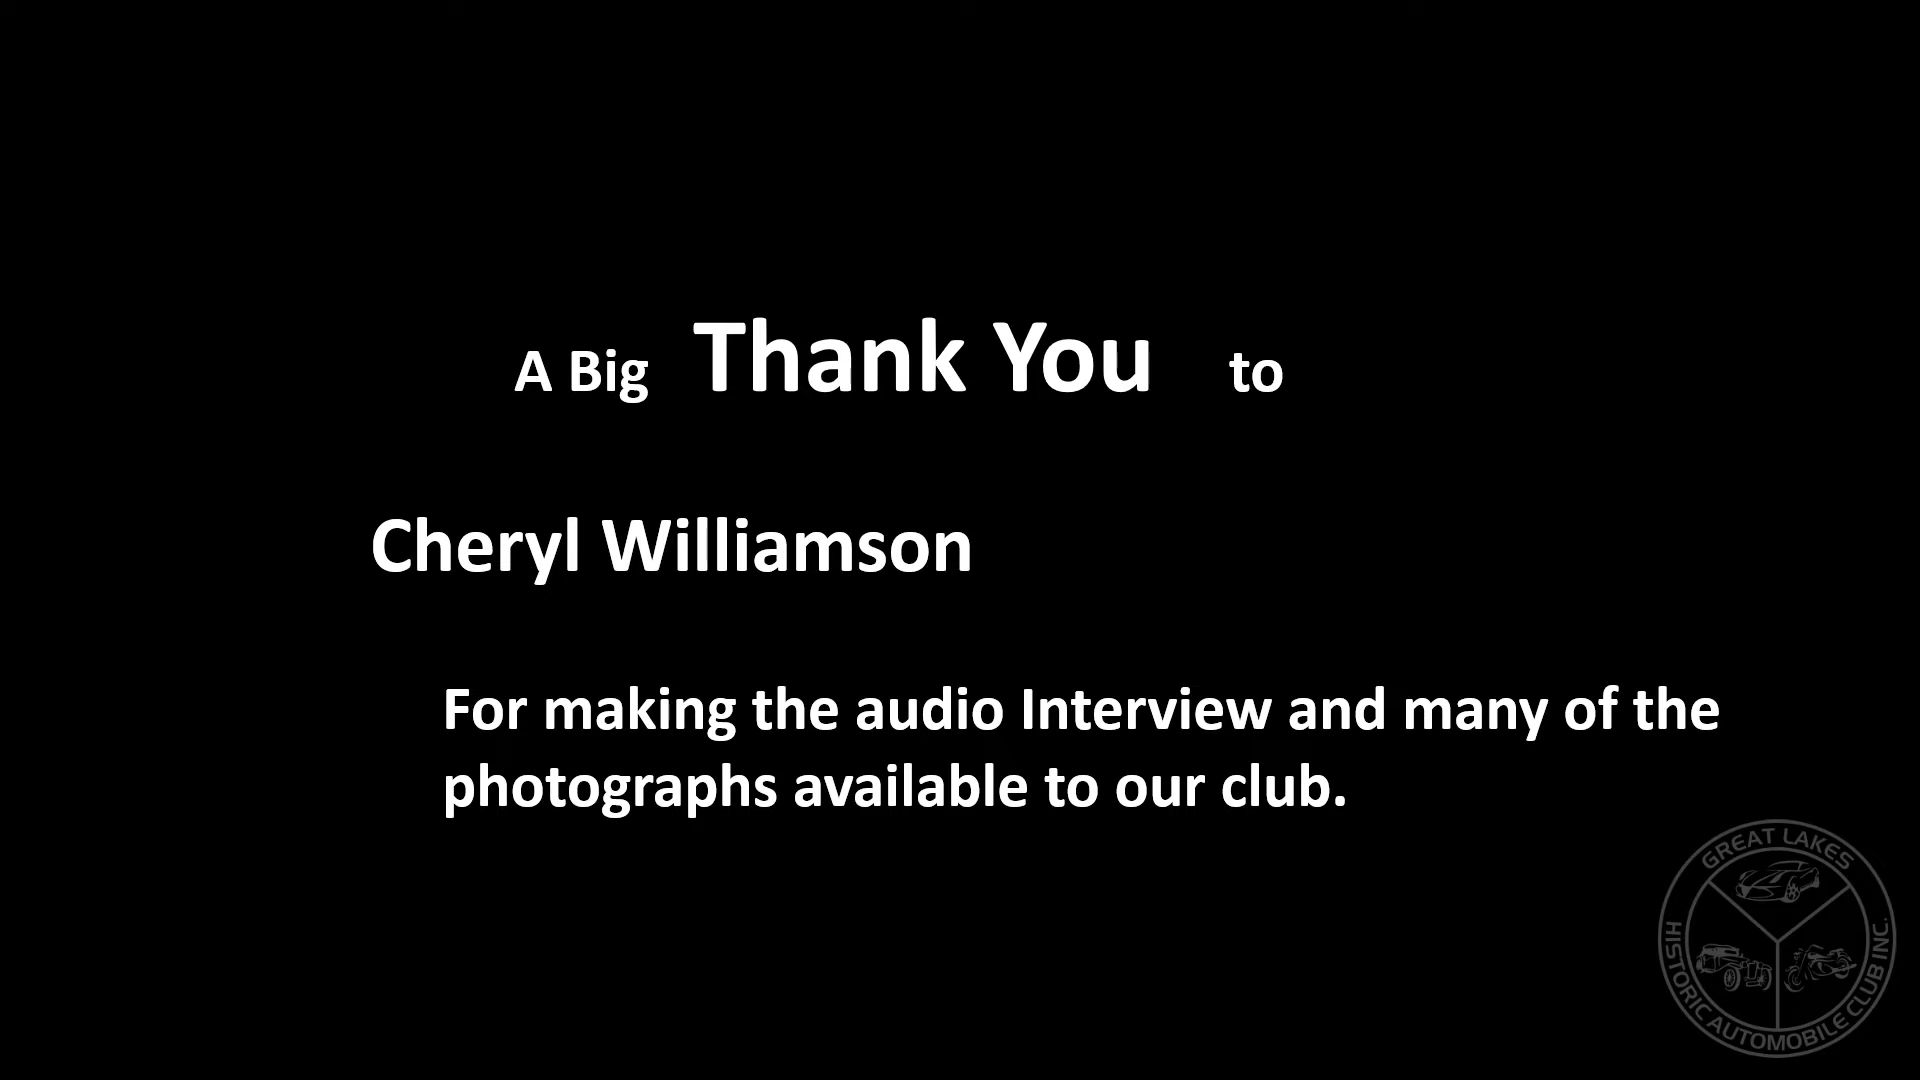 A Big Thank You to
Cheryl Williamson
For making the audio Interview and many of the
photographs available to our club.
GREAT LAKES
HISTORIC AUTOMOBILE CLUB INC.